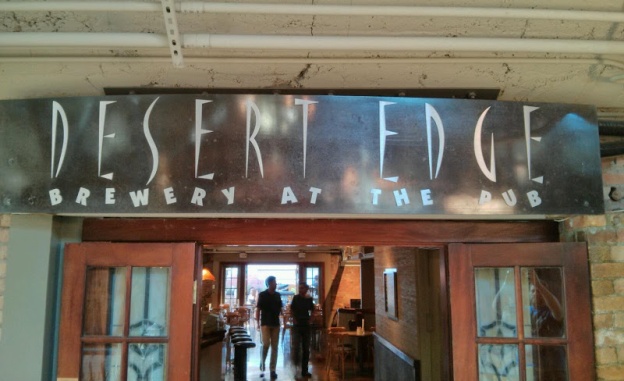 DESERT EDGE
BREWERY AT THE PUB